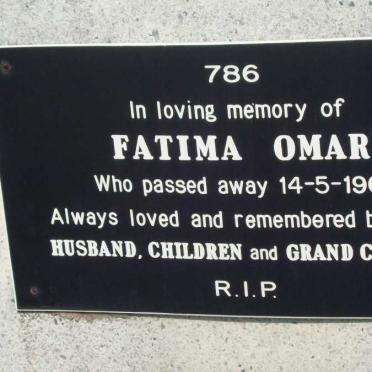 786
In loving memory of
FATIMA OMAR
Who passed away 14-5-196
Always loved and remembered b
HUSBAND, CHILDREN and GRAND C
R.I.P.